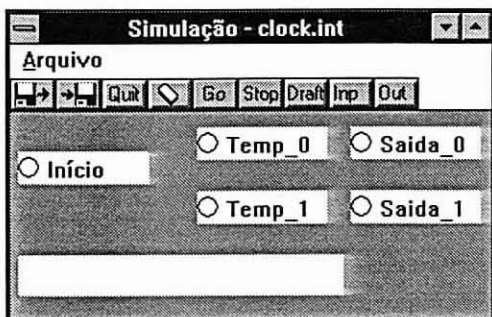 Simulação - clock.int
Arquivo
Quit Go Stop Draft Inp Out
Temp_0 Saida_0
Início
Temp_1 Saida_1